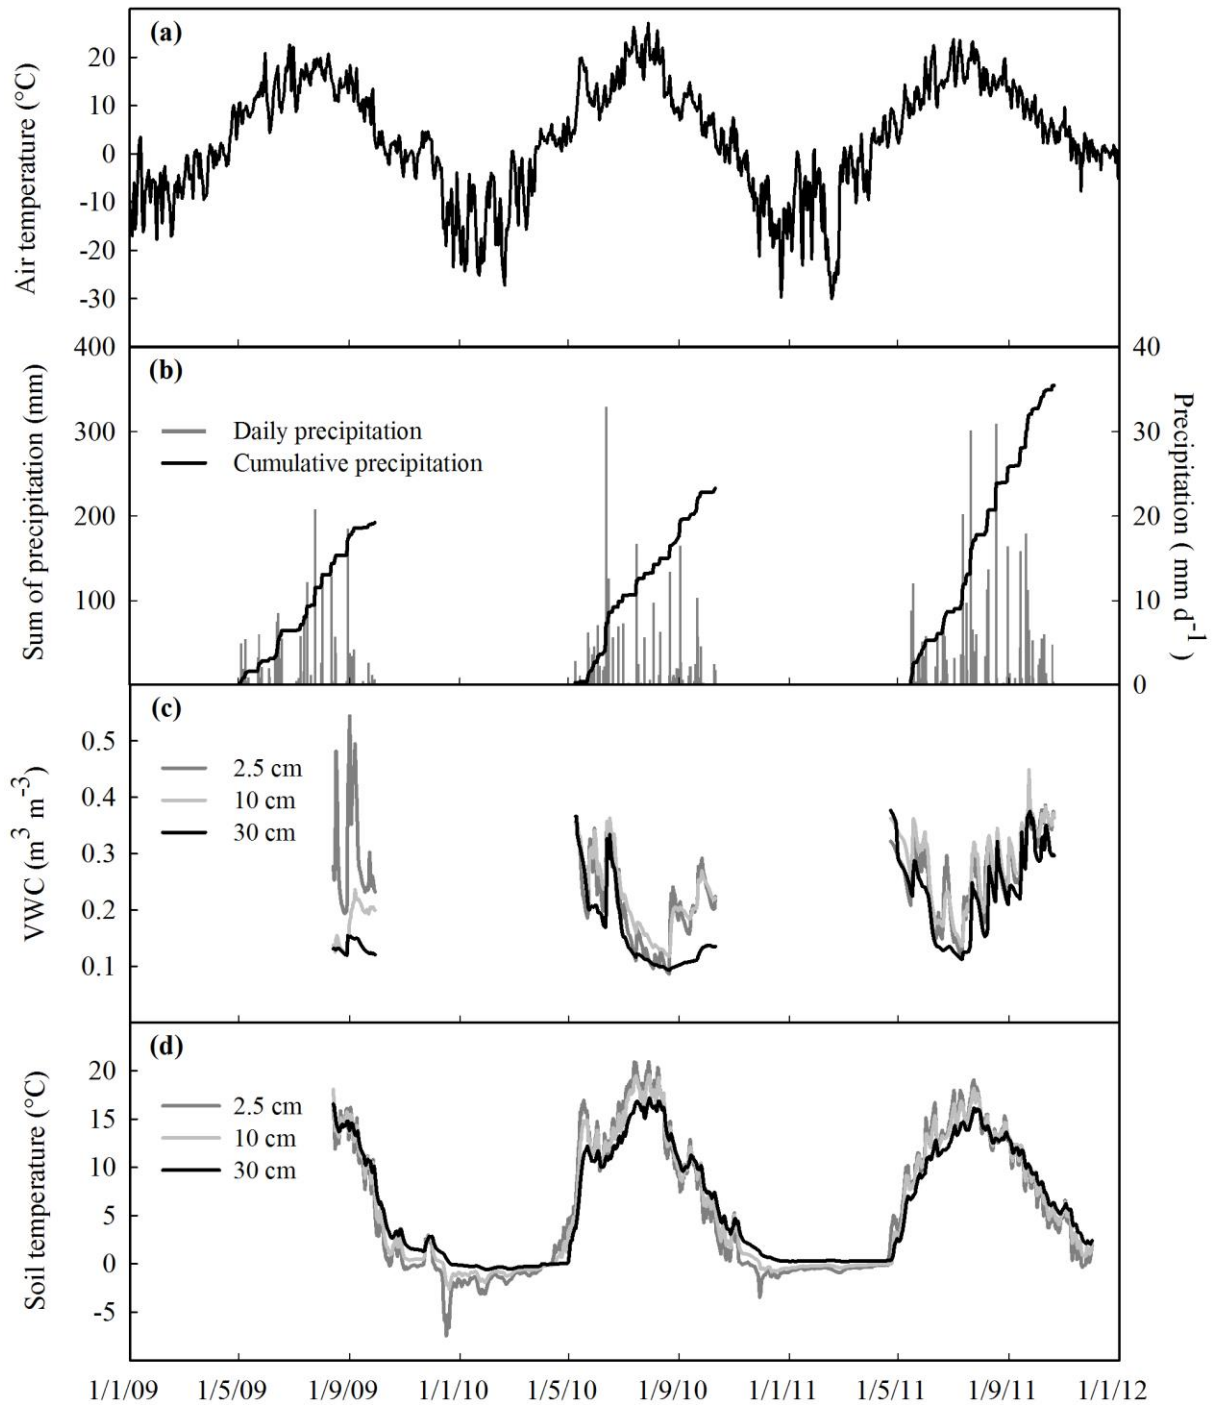 (a)
20
10
0
-10
-20
-30
Air temperature (°C)
(b)
400
300
200
100
Sum of precipitation (mm)
40
30
20
10
0
Precipitation ( mm d-1 )
Daily precipitation
Cumulative precipitation
(c)
0.5
0.4
0.3
0.2
0.1
VWC (m3 m-3)
2.5 cm
10 cm
30 cm
(d)
20
15
10
5
0
-5
Soil temperature (°C)
2.5 cm
10 cm
30 cm
1/1/09 1/5/09 1/9/09 1/1/10 1/5/10 1/9/10 1/1/11 1/5/11 1/9/11 1/1/12